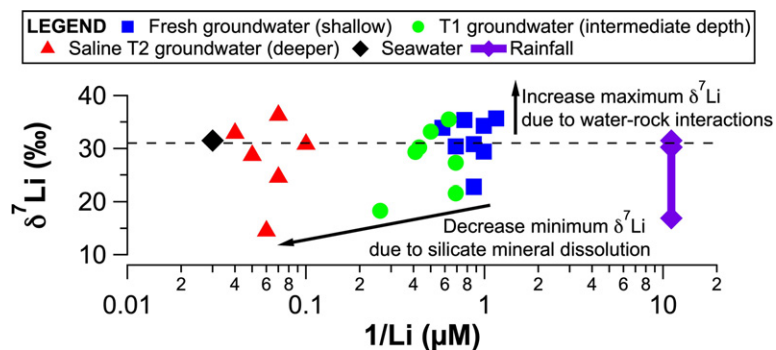 LEGEND Fresh groundwater (shallow) T1 groundwater (intermediate depth)
Saline T2 groundwater (deeper) Seawater Rainfall
δ⁷Li (‰)
40
30
20
10
Increase maximum δ⁷Li
due to water-rock interactions
Decrease minimum δ⁷Li
due to silicate mineral dissolution
2 4 6 8 2 4 6 8 2 4 6 8 2
0.01 0.1 1 10
1/Li (µM)